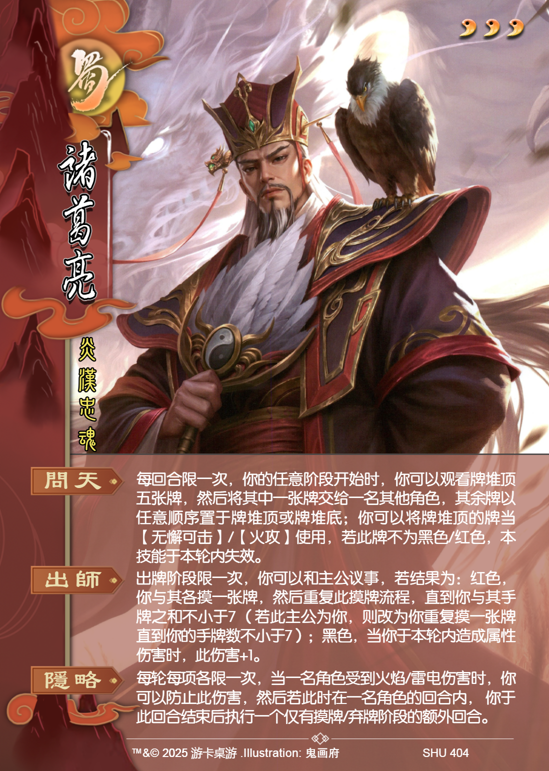 蜀
諸葛亮
炎漢忠魂
問天
每回合限一次，你的任意阶段开始时，你可以观看牌堆顶
五张牌，然后将其中一张牌交给一名其他角色，其余牌以
任意顺序置于牌堆顶或牌堆底；你可以将牌堆顶的牌当
【无懈可击】/【火攻】使用，若此牌不为黑色/红色，本
技能于本轮内失效。
出師
出牌阶段限一次，你可以和主公议事，若结果为：红色，
你与其各摸一张牌，然后重复此摸牌流程，直到你与其手
牌之和不小于7（若此主公为你，则改为你重复摸一张牌
直到你的手牌数不小于7）；黑色，当你于本轮内造成属性
伤害时，此伤害+1。
隱略
每轮每项各限一次，当一名角色受到火焰/雷电伤害时，你
可以防止此伤害，然后若此时在一名角色的回合内，你于
此回合结束后执行一个仅有摸牌/弃牌阶段的额外回合。
™&© 2025 游卡桌游 .Illustration: 鬼画府
SHU 404